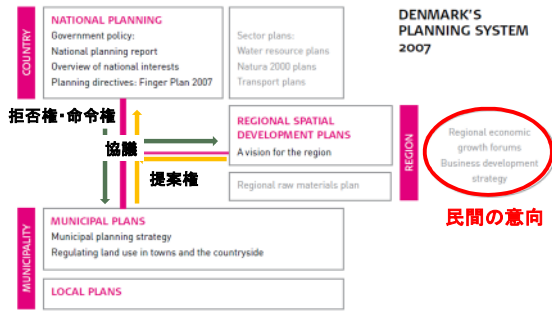 DENMARK'S
PLANNING SYSTEM
2007
COUNTRY
NATIONAL PLANNING
Government policy:
National planning report
Overview of national interests
Planning directives: Finger Plan 2007
Sector plans:
Water resource plans
Natura 2000 plans
Transport plans
拒否権・命令権
協議
提案権
REGIONAL SPATIAL
DEVELOPMENT PLANS
A vision for the region
Regional raw materials plan
REGION
Regional economic
growth forums
Business development
strategy
民間の意向
MUNICIPALITY
MUNICIPAL PLANS
Municipal planning strategy
Regulating land use in towns and the countryside
LOCAL PLANS